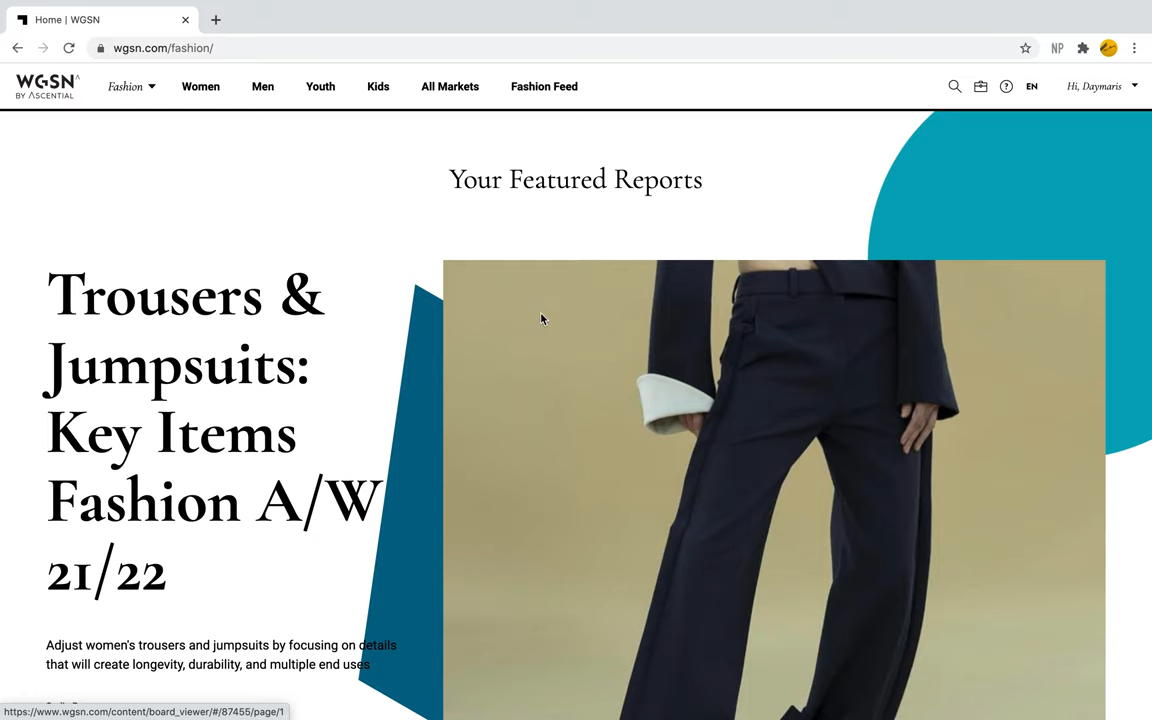 Home | WGSN
wgsn.com/fashion/
NP
WGSN
BY ASCENTIAL
Fashion
Women
Men
Youth
Kids
All Markets
Fashion Feed
EN
Hi, Daymaris
Your Featured Reports
Trousers &
Jumpsuits:
Key Items
Fashion A/W
21/22
Adjust women's trousers and jumpsuits by focusing on details
that will create longevity, durability, and multiple end uses
https://www.wgsn.com/content/board_viewer/#/87455/page/1